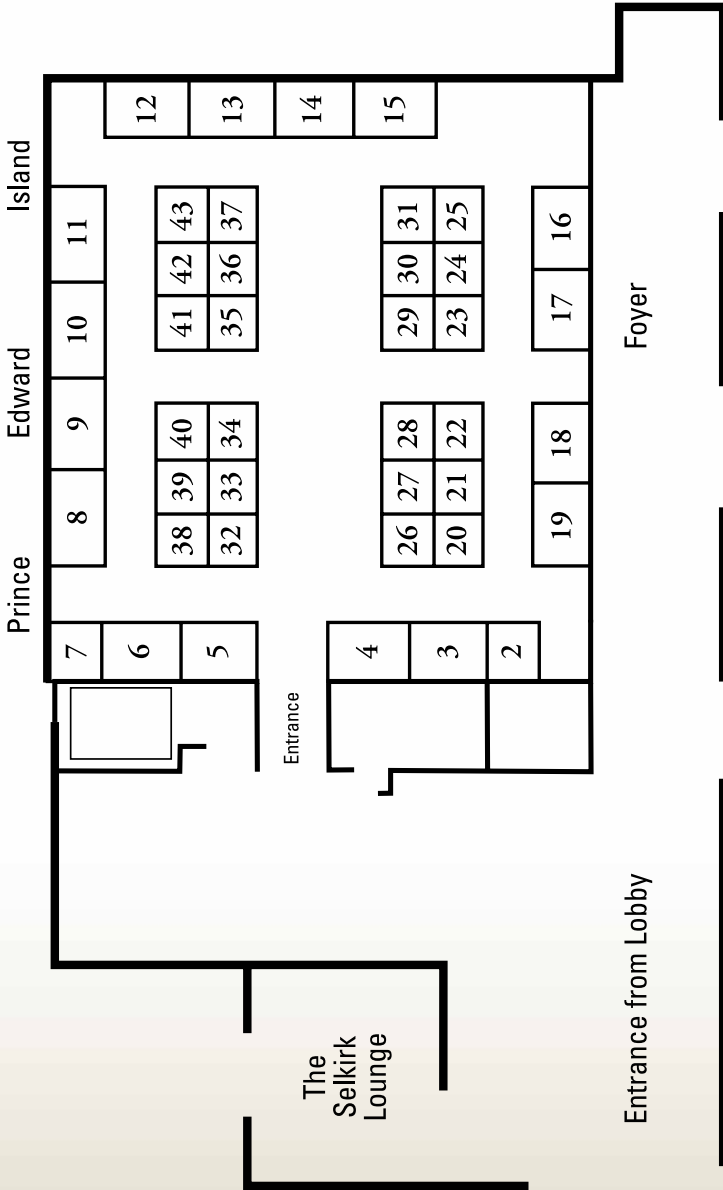 Prince Edward Island
7 8 9 10 11
6 12
38 39 40 41 42 43
5 32 33 34 35 36 37 13
Entrance
14
The
Selkirk
Lounge
4 15
26 27 28 29 30 31
3 20 21 22 23 24 25
2
19 18 17 16
Entrance from Lobby
Foyer